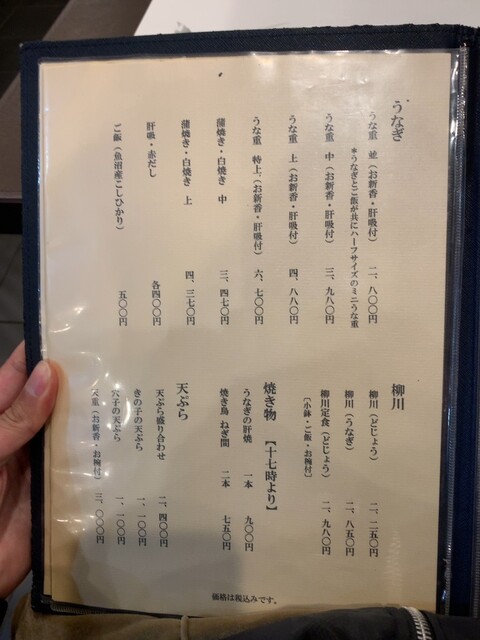 うなぎ
うな重 並（お新香・肝吸付） 二、八〇〇円
＊うなぎとご飯が共にハーフサイズのミニうな重
うな重 中（お新香・肝吸付） 三、九八〇円
うな重 上（お新香・肝吸付） 四、八八〇円
うな重 特上（お新香・肝吸付） 六、七〇〇円
蒲焼き・白焼き 中 三、四七〇円
蒲焼き・白焼き 上 四、三七〇円
肝吸・赤だし 各四〇〇円
ご飯（魚沼産こしひかり） 五〇〇円
柳川
柳川（どじょう） 一、二五〇円
柳川（うなぎ） 一、八五〇円
柳川定食（どじょう） 一、九八〇円
［小鉢・ご飯・お椀付］
焼き物 【十七時より】
うなぎの肝焼 一本 九〇〇円
焼き鳥 ねぎ間 二本 七五〇円
天ぷら
天ぷら盛り合わせ 一、四〇〇円
きの子の天ぷら 一、一〇〇円
穴子の天ぷら 一、一〇〇円
天重（お新香・お椀付）
価格は税込みです。